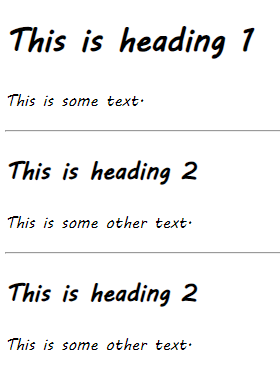 This is heading 1
This is some text.
This is heading 2
This is some other text.
This is heading 2
This is some other text.